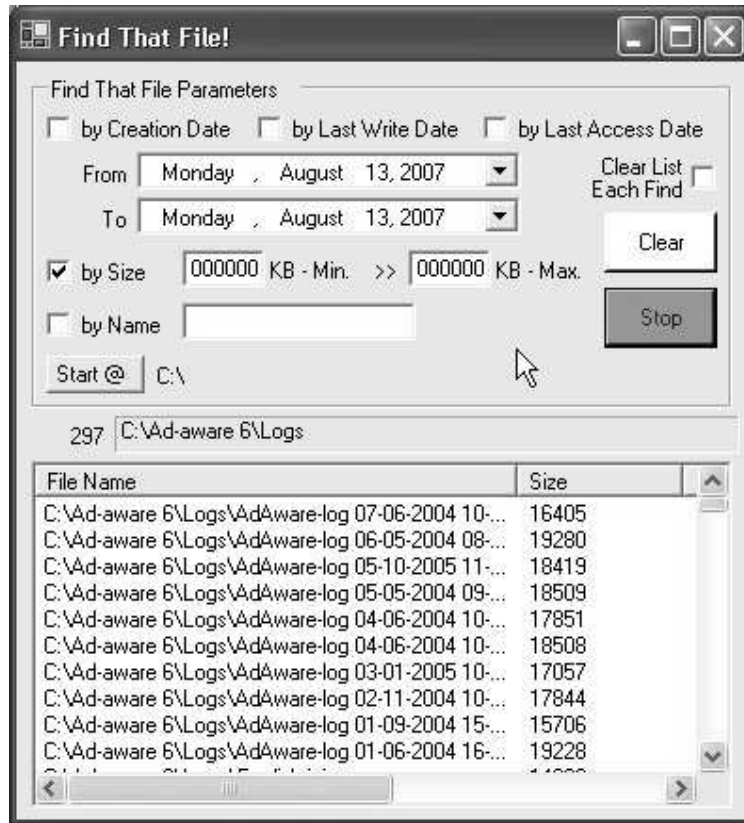 Find That File!
Find That File Parameters
by Creation Date by Last Write Date by Last Access Date
From Monday , August 13, 2007
Clear List Each Find
To Monday , August 13, 2007
Clear
by Size 000000 KB - Min. >> 000000 KB - Max.
by Name
Stop
Start @ C:\
297 C:\Ad-aware 6\Logs
File Name Size
C:\Ad-aware 6\Logs\AdAware-log 07-06-2004 10-... 16405
C:\Ad-aware 6\Logs\AdAware-log 06-05-2004 08-... 19280
C:\Ad-aware 6\Logs\AdAware-log 05-10-2005 11-... 18419
C:\Ad-aware 6\Logs\AdAware-log 05-05-2004 09-... 18509
C:\Ad-aware 6\Logs\AdAware-log 04-06-2004 10-... 17851
C:\Ad-aware 6\Logs\AdAware-log 04-06-2004 10-... 18508
C:\Ad-aware 6\Logs\AdAware-log 03-01-2005 10-... 17057
C:\Ad-aware 6\Logs\AdAware-log 02-11-2004 10-... 17844
C:\Ad-aware 6\Logs\AdAware-log 01-09-2004 15-... 15706
C:\Ad-aware 6\Logs\AdAware-log 01-06-2004 16-... 19228